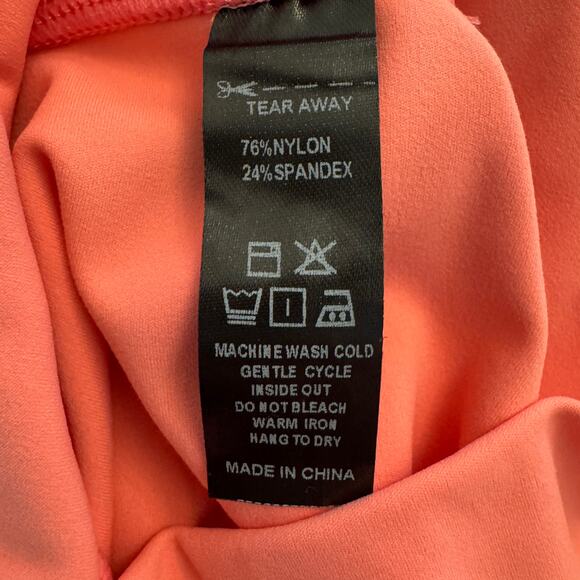 TEAR AWAY
76%NYLON
24%SPANDEX
MACHINE WASH COLD
GENTLE CYCLE
INSIDE OUT
DO NOT BLEACH
WARM IRON
HANG TO DRY
MADE IN CHINA